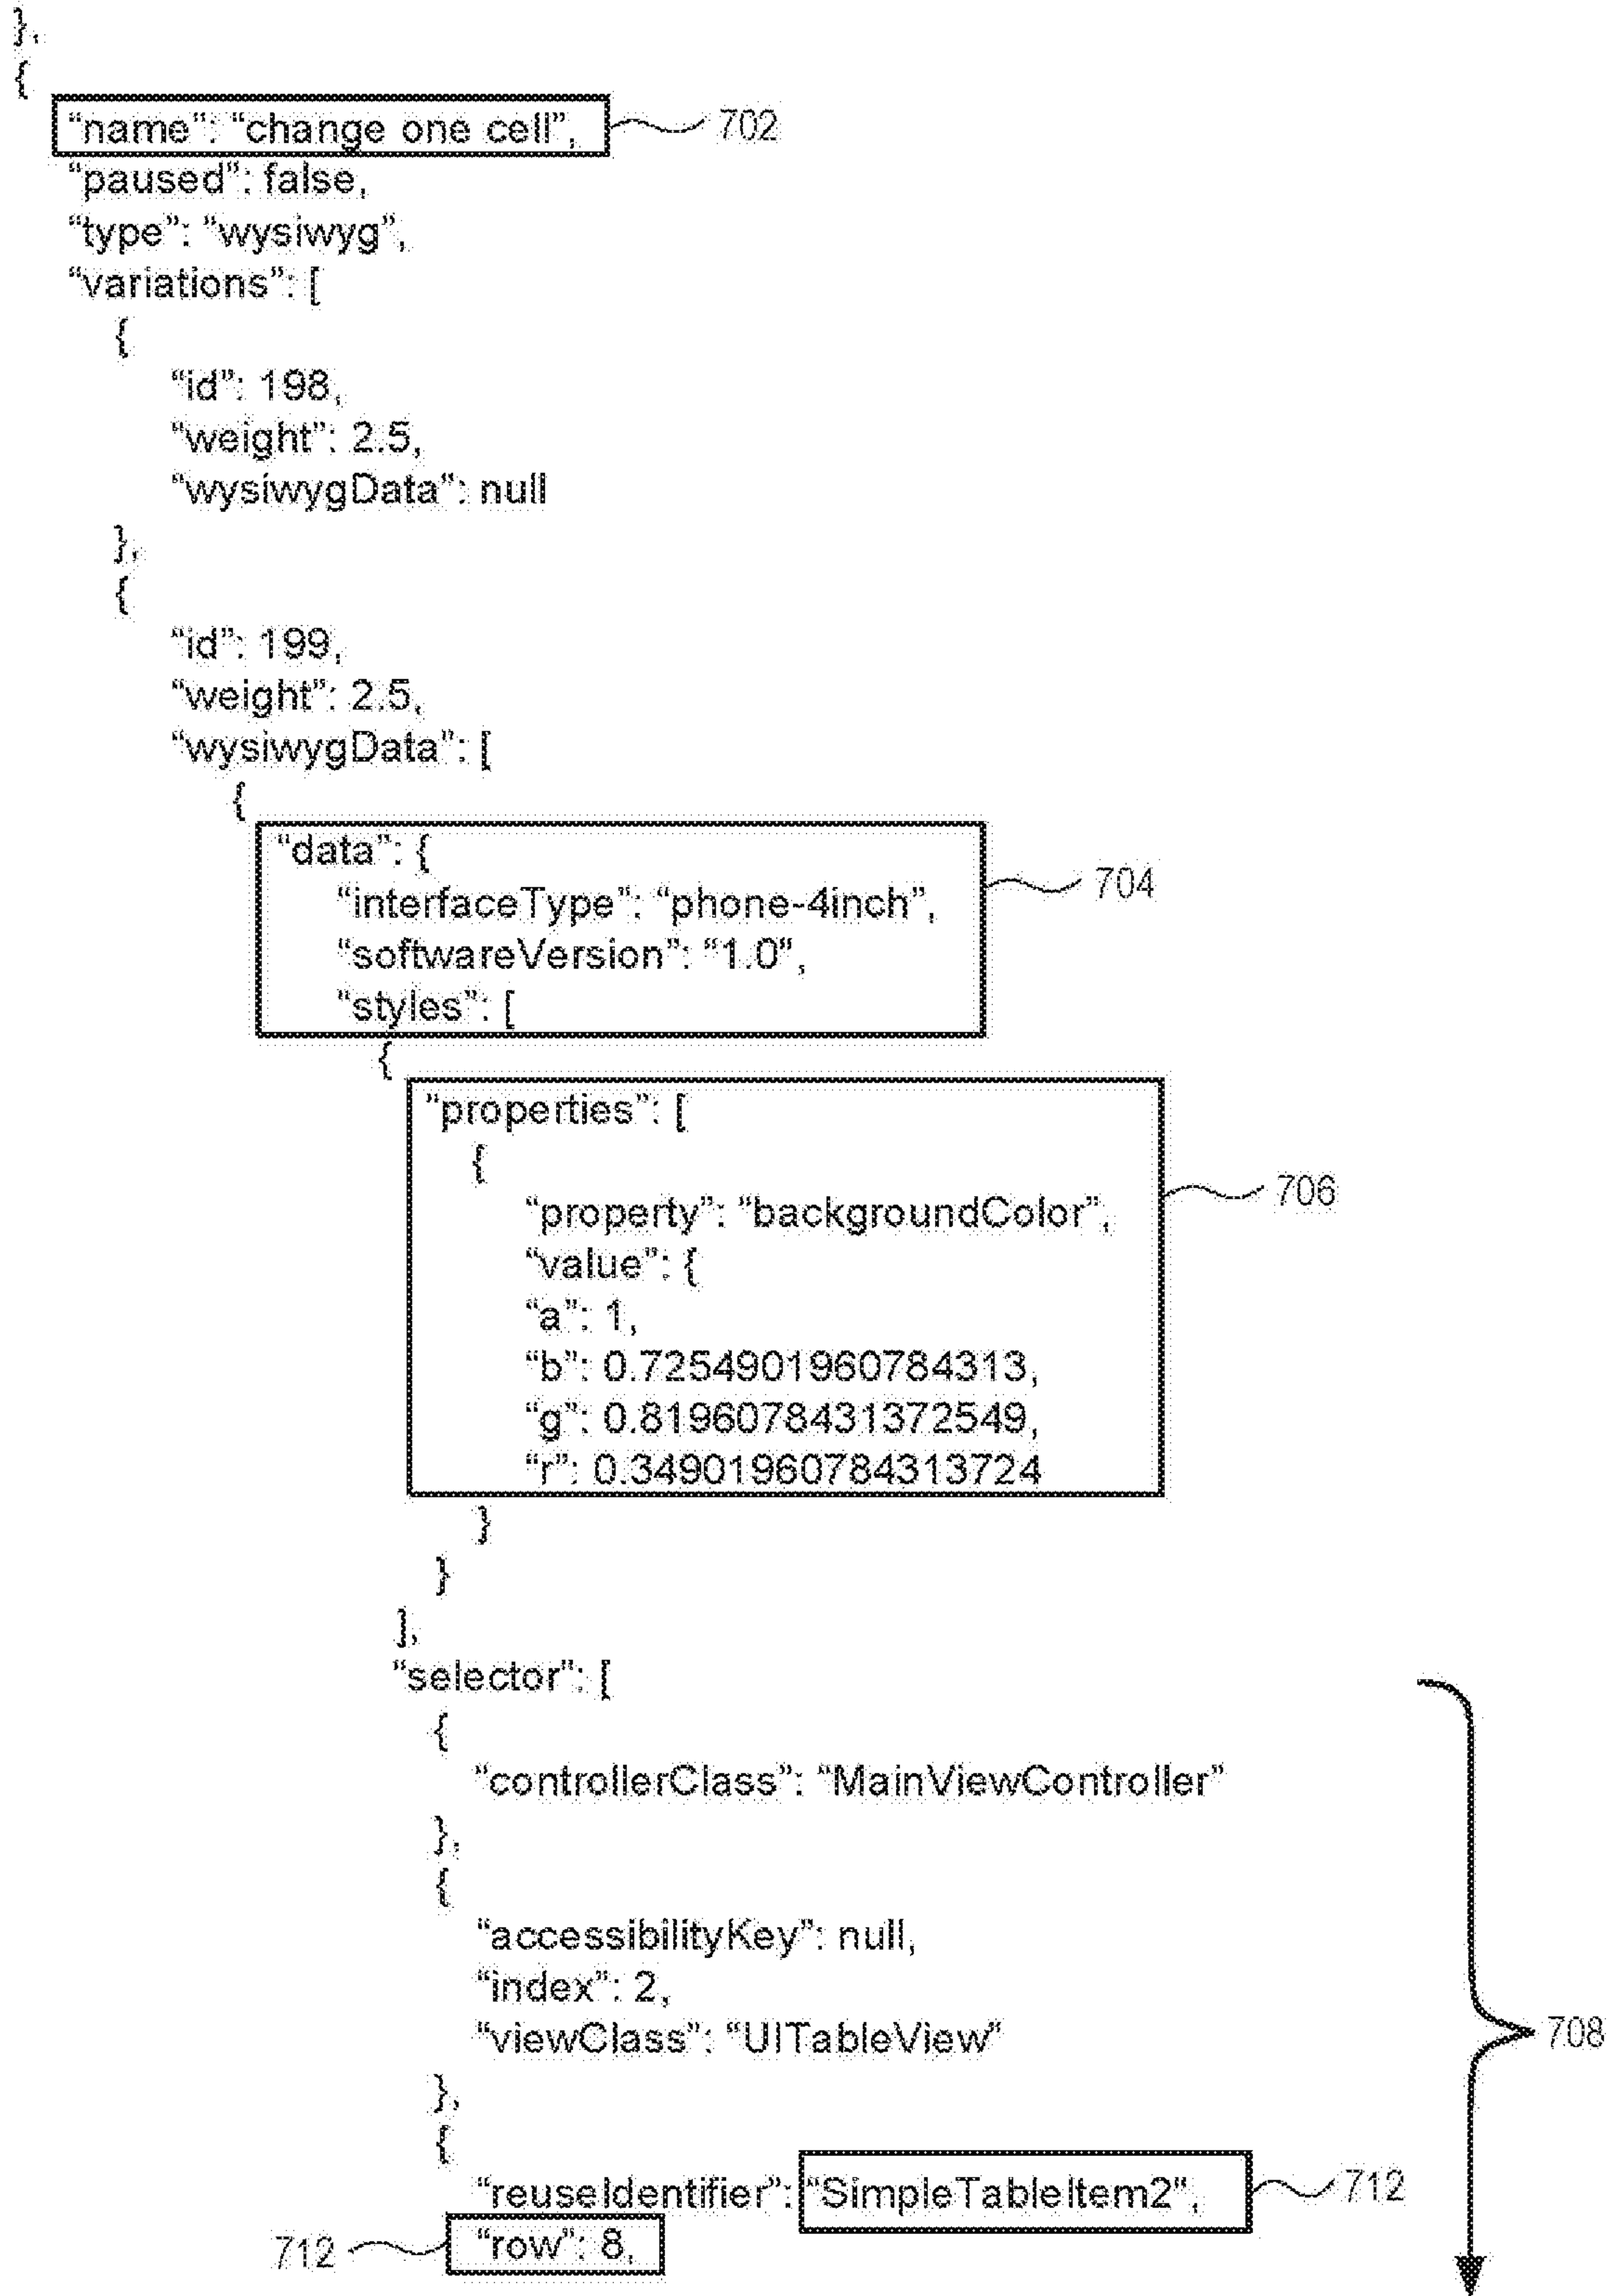 },
{
“name”: “change one cell”, 702
“paused”: false,
“type”: “wysiwyg”,
“variations”: [
{
“id”: 198,
“weight”: 2.5,
“wysiwygData”: null
},
{
“id”: 199,
“weight”: 2.5,
“wysiwygData”: [
{
“data”: {
“interfaceType”: “phone-4inch”, 704
“softwareVersion”: “1.0”,
“styles”: [
{
“properties”: [
{
“property”: “backgroundColor”, 706
“value”: {
“a”: 1,
“b”: 0.7254901960784313,
“g”: 0.8196078431372549,
“r”: 0.349019607843​13724
}
}
],
“selector”: [
{
“controllerClass”: “MainViewController”
},
{
“accessibilityKey”: null,
“index”: 2,
“viewClass”: “UITableView” 708
},
{
“reuseIdentifier”: “SimpleTableItem2”, 712
712 “row”: 8,